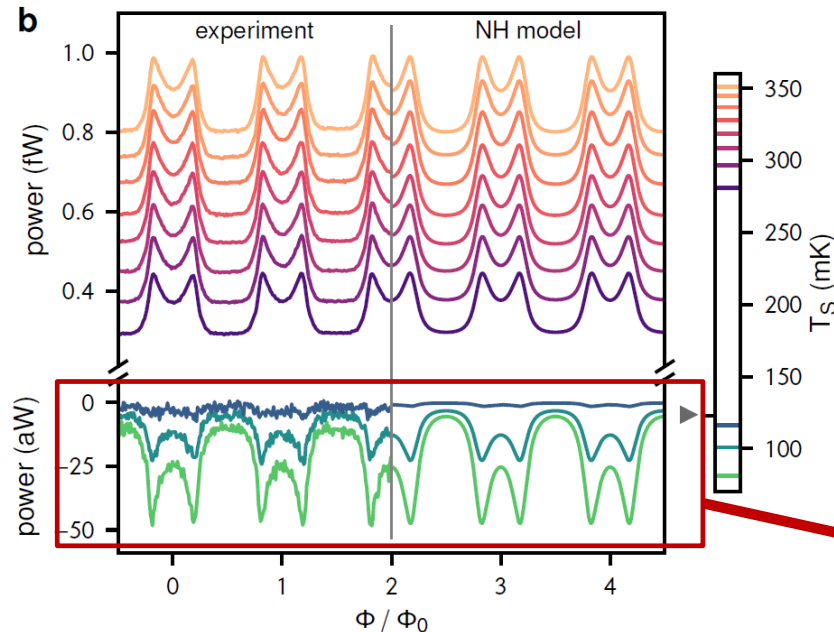 b
experiment NH model
power (fW)
1.0
0.8
0.6
0.4
power (aW)
0
−25
−50
0 1 2 3 4
Φ / Φ₀
350
300
250
200
150
100
T_S (mK)